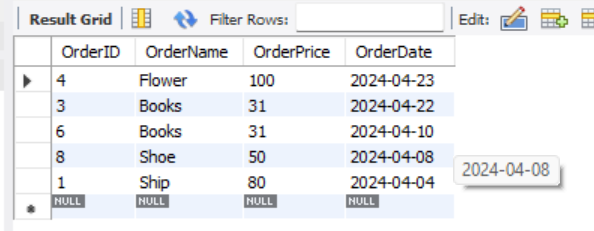 Result Grid Filter Rows: Edit:
OrderID OrderName OrderPrice OrderDate
4 Flower 100 2024-04-23
3 Books 31 2024-04-22
6 Books 31 2024-04-10
8 Shoe 50 2024-04-08
2024-04-08
1 Ship 80 2024-04-04
NULL NULL NULL NULL